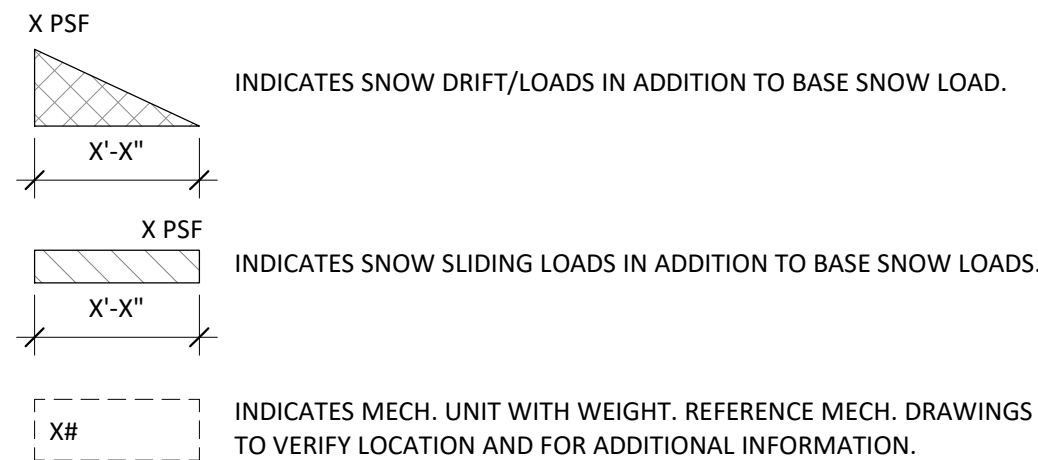 X PSF
INDICATES SNOW DRIFT/LOADS IN ADDITION TO BASE SNOW LOAD.
X'-X"
X PSF
INDICATES SNOW SLIDING LOADS IN ADDITION TO BASE SNOW LOADS.
X'-X"
X#
INDICATES MECH. UNIT WITH WEIGHT. REFERENCE MECH. DRAWINGS
TO VERIFY LOCATION AND FOR ADDITIONAL INFORMATION.